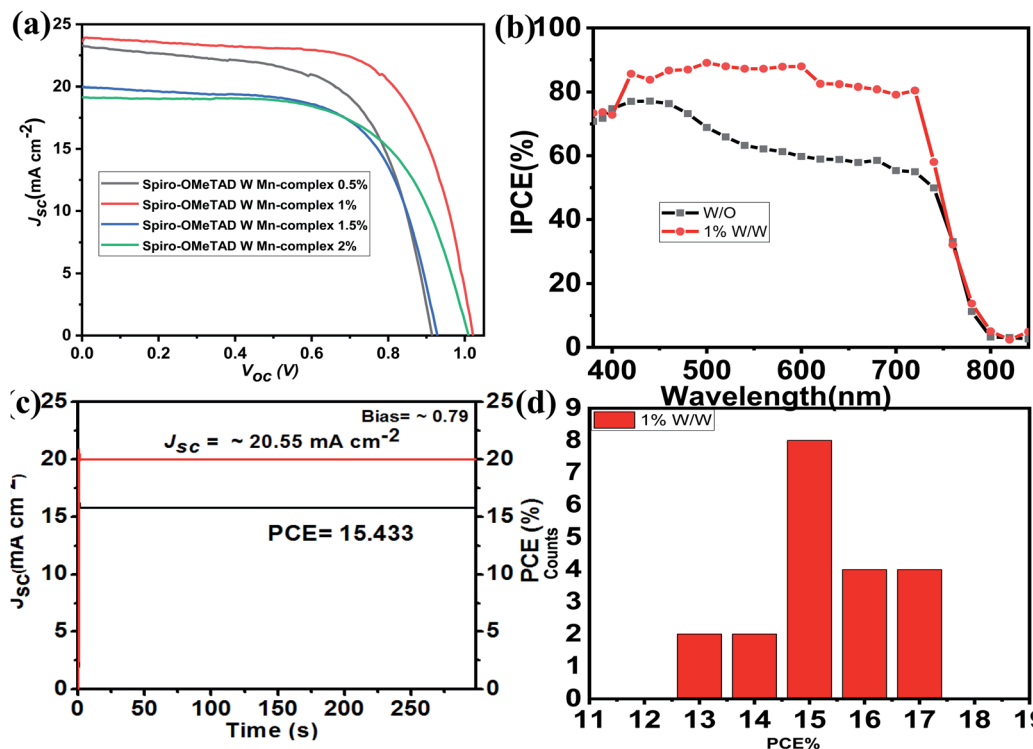 (a)
25
20
15
10
5
0
J_SC(mA cm⁻²)
Spiro-OMeTAD W Mn-complex 0.5%
Spiro-OMeTAD W Mn-complex 1%
Spiro-OMeTAD W Mn-complex 1.5%
Spiro-OMeTAD W Mn-complex 2%
0.0 0.2 0.4 0.6 0.8 1.0
V_OC (V)
(b)
100
80
60
40
20
0
IPCE(%)
W/O
1% W/W
400 500 600 700 800
Wavelength(nm)
(c)
25
20
15
10
5
0
J_SC(mA cm⁻²)
Bias= ~ 0.79
J_SC = ~ 20.55 mA cm⁻²
PCE= 15.433
25
20
15
10
5
0
PCE (%)
0 50 100 150 200 250
Time (s)
(d)
9
8
7
6
5
4
3
2
1
0
Counts
1% W/W
11 12 13 14 15 16 17 18 19
PCE%